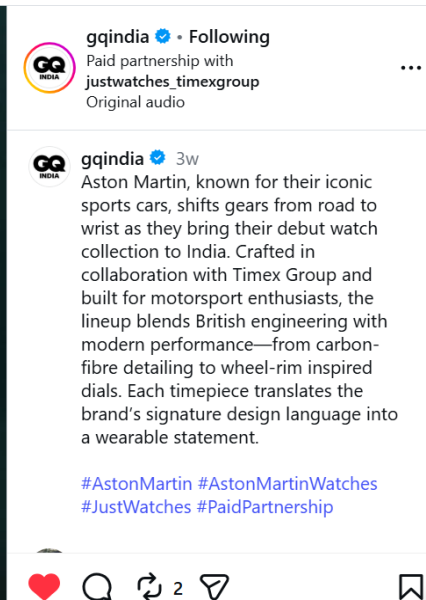 GQ
INDIA
gqindia • Following
Paid partnership with
justwatches_timexgroup
Original audio
GQ
INDIA
gqindia 3w
Aston Martin, known for their iconic
sports cars, shifts gears from road to
wrist as they bring their debut watch
collection to India. Crafted in
collaboration with Timex Group and
built for motorsport enthusiasts, the
lineup blends British engineering with
modern performance—from carbon-
fibre detailing to wheel-rim inspired
dials. Each timepiece translates the
brand’s signature design language into
a wearable statement.
#AstonMartin #AstonMartinWatches
#JustWatches #PaidPartnership
2